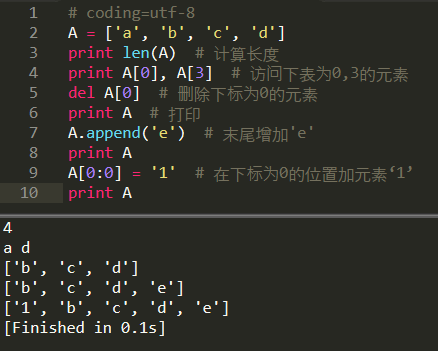 1 # coding=utf-8
2 A = ['a', 'b', 'c', 'd']
3 print len(A)  # 计算长度
4 print A[0], A[3]  # 访问下表为0,3的元素
5 del A[0]  # 删除下标为0的元素
6 print A  # 打印
7 A.append('e')  # 末尾增加'e'
8 print A
9 A[0:0] = '1'  # 在下标为0的位置加元素‘1’
10 print A
4
a d
['b', 'c', 'd']
['b', 'c', 'd', 'e']
['1', 'b', 'c', 'd', 'e']
[Finished in 0.1s]